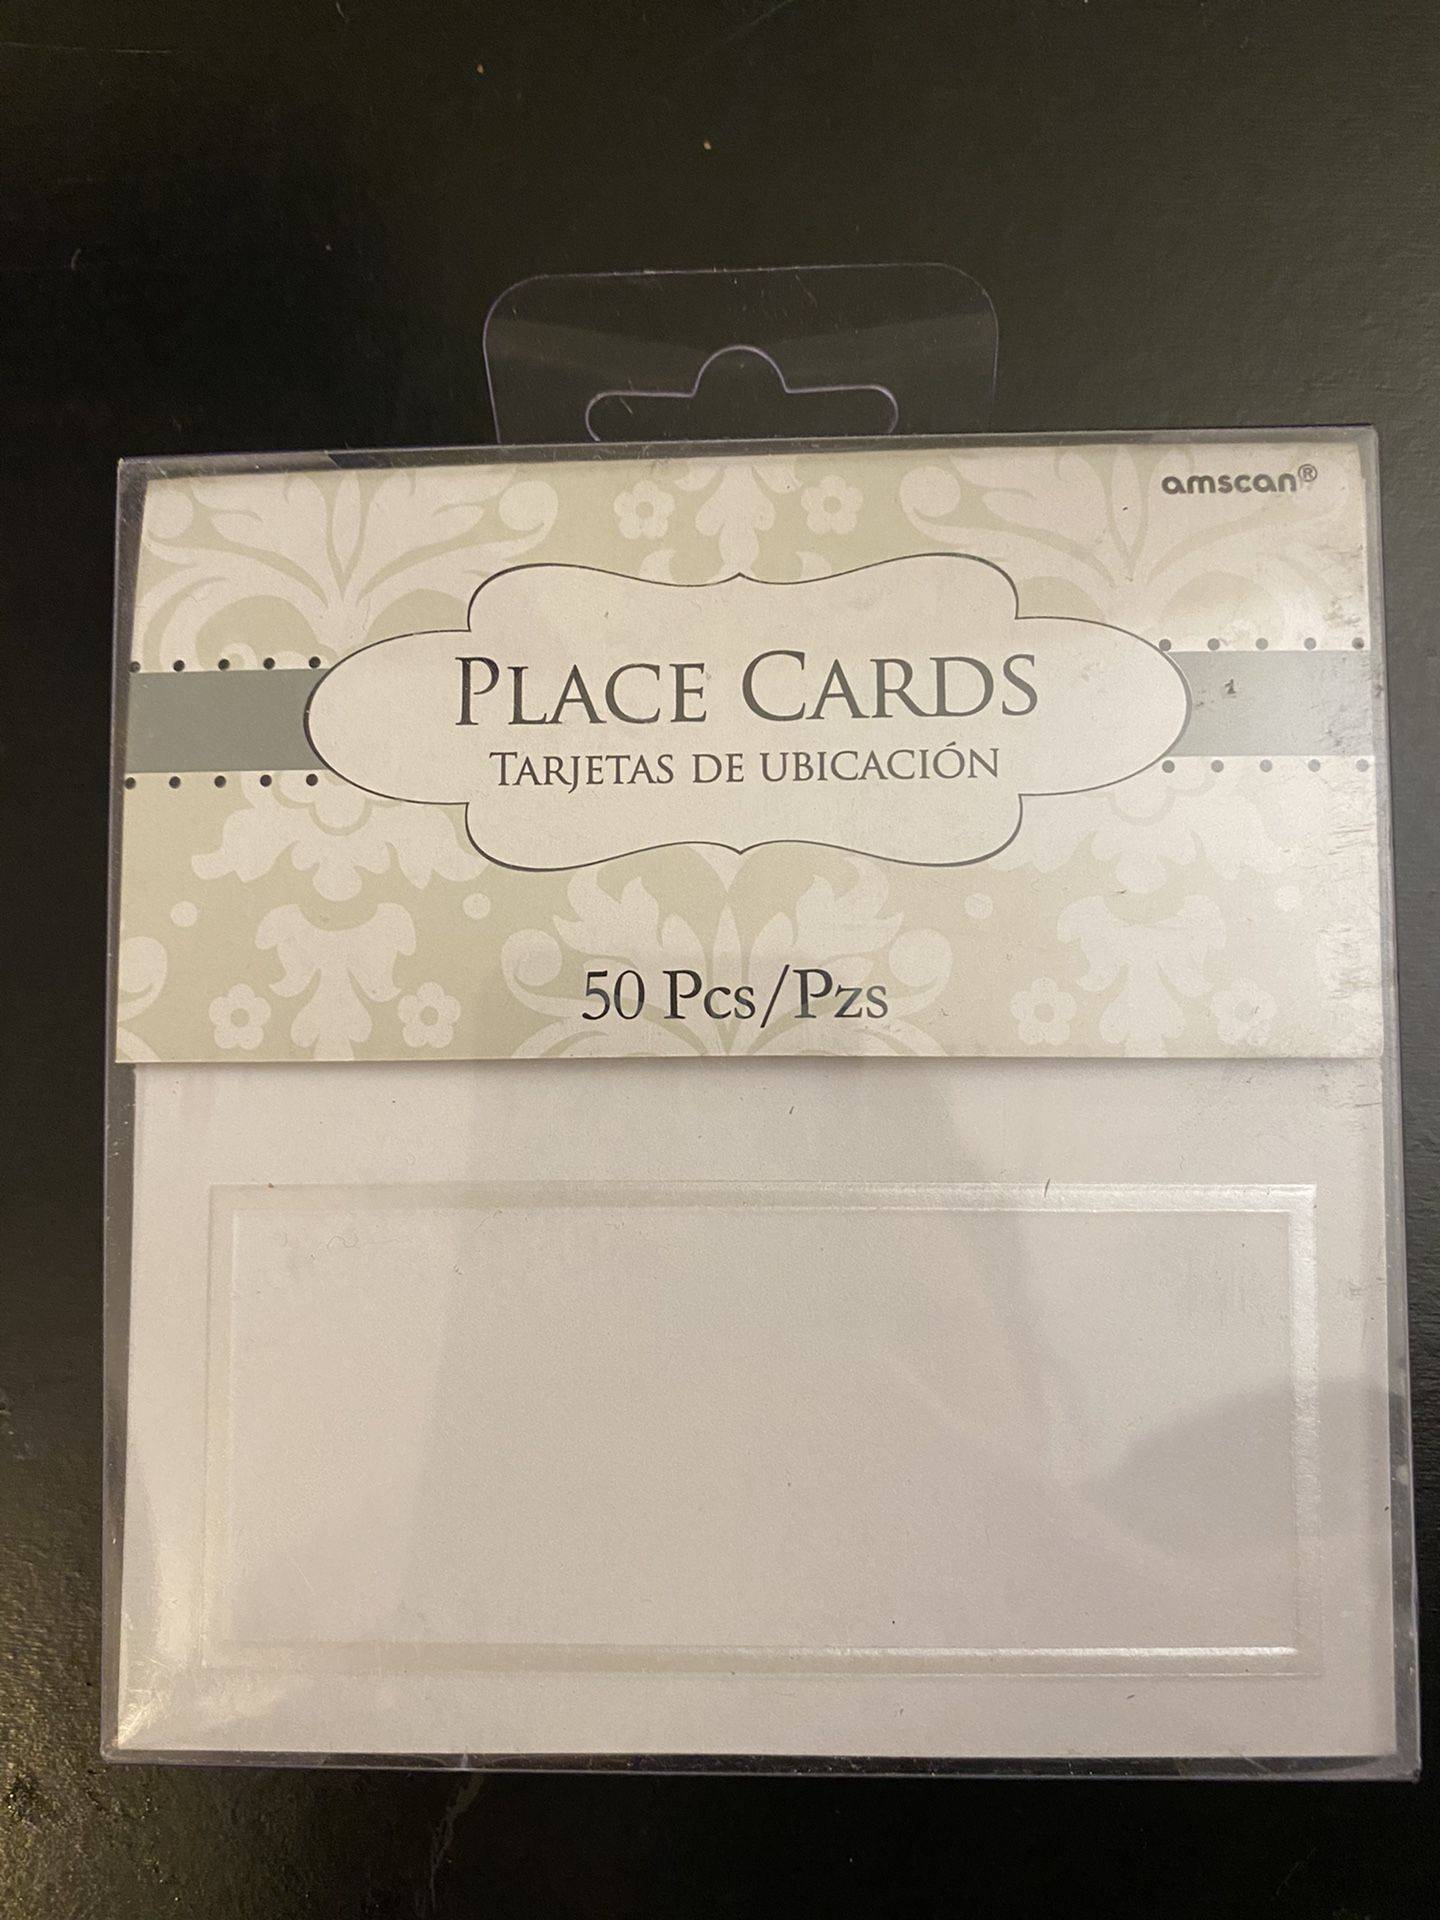 amscan®
PLACE CARDS
TARJETAS DE UBICACIÓN
50 Pcs/Pzs